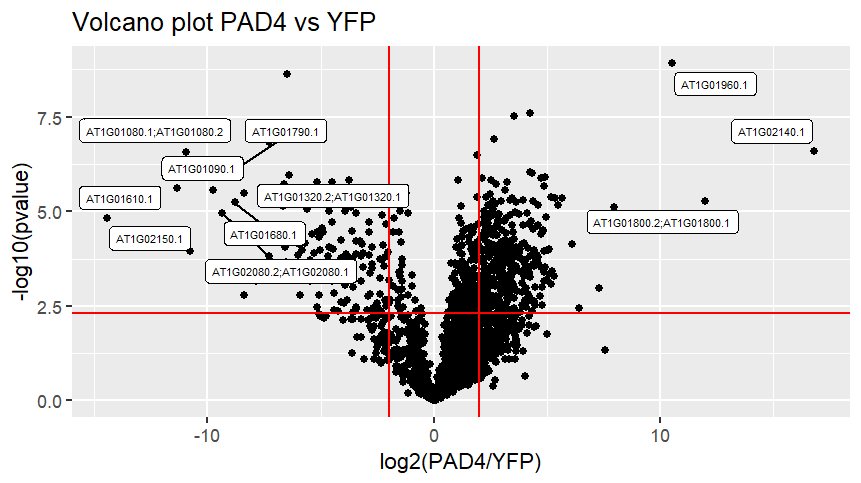 Volcano plot PAD4 vs YFP
AT1G01960.1
AT1G01080.1;AT1G01080.2
AT1G01790.1
AT1G02140.1
AT1G01090.1
AT1G01610.1
AT1G01320.2;AT1G01320.1
AT1G01800.2;AT1G01800.1
AT1G02150.1
AT1G01680.1
AT1G02080.2;AT1G02080.1
7.5
5.0
2.5
0.0
-log10(pvalue)
-10
0
10
log2(PAD4/YFP)